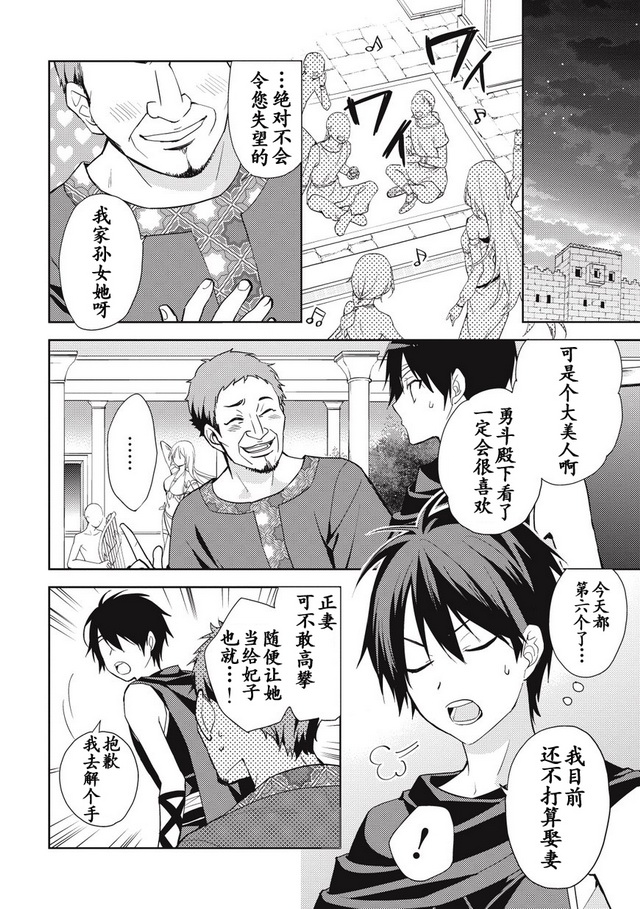 ワイ
ワイ
我家孙女她呀
…绝对不会
令您失望的
可是个大美人啊
勇斗殿下看了
一定会很喜欢
……
今天都
第六个了…
我目前
还不打算娶妻
！
正妻
可不敢高攀
随便让她
当给妃子
也就…！
抱歉
我去解个手